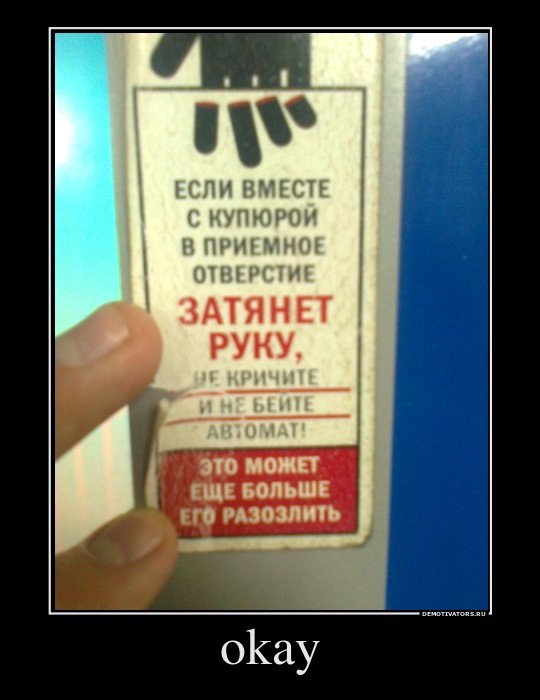 ЕСЛИ ВМЕСТЕ
С КУПЮРОЙ
В ПРИЕМНОЕ
ОТВЕРСТИЕ
ЗАТЯНЕТ
РУКУ,
НЕ КРИЧИТЕ
И НЕ БЕЙТЕ
АВТОМАТ!
ЭТО МОЖЕТ
ЕЩЕ БОЛЬШЕ
ЕГО РАЗОЗЛИТЬ
DEMOTIVATORS.RU
okay